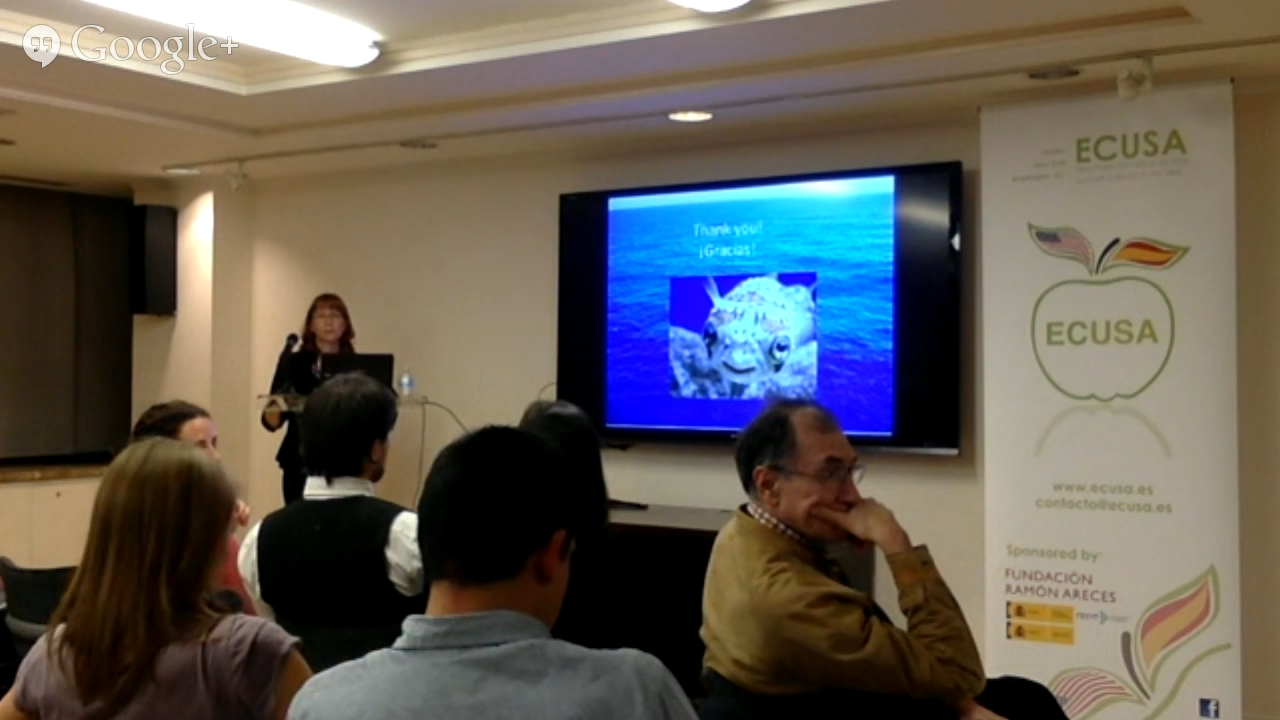 Google+
Thank you!
¡Gracias!
ECUSA
ECUSA
www.ecusa.es
contacto@ecusa.es
Sponsored by:
FUNDACIÓN
RAMÓN ARECES